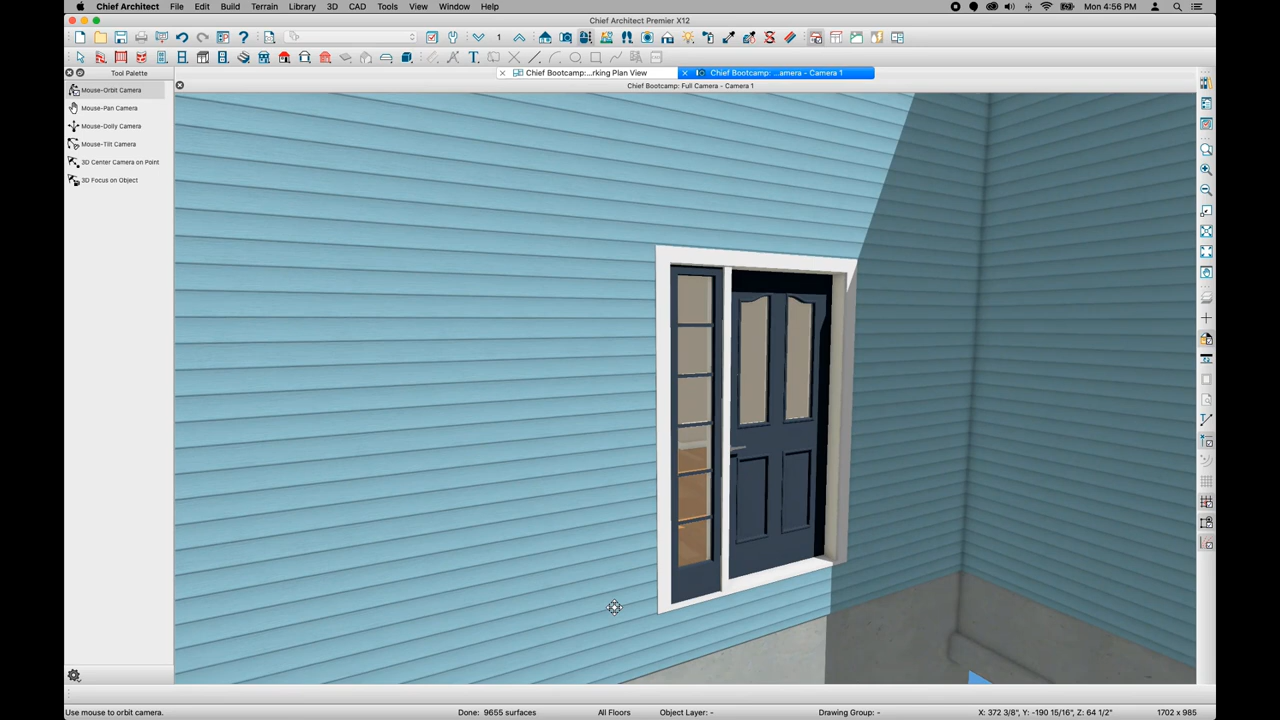 Chief Architect File Edit Build Terrain Library 3D CAD Tools View Window Help Mon 4:56 PM
Chief Architect Premier X12
1
Tool Palette
Chief Bootcamp:...rking Plan View
Chief Bootcamp: ...amera - Camera 1
Chief Bootcamp: Full Camera - Camera 1
Mouse-Orbit Camera
Mouse-Pan Camera
Mouse-Dolly Camera
Mouse-Tilt Camera
3D Center Camera on Point
3D Focus on Object
Use mouse to orbit camera. Done: 9655 surfaces All Floors Object Layer: - Drawing Group: - X: 372 3/8", Y: -190 15/16", Z: 64 1/2" 1702 x 985